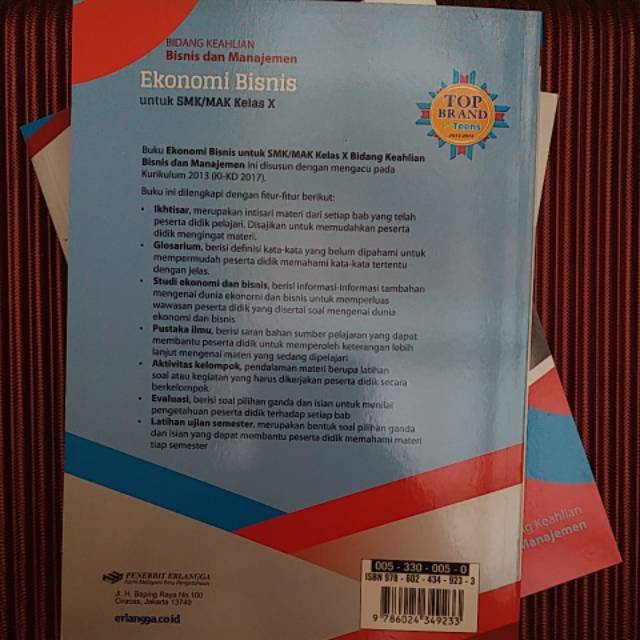 BIDANG KEAHLIAN
Bisnis dan Manajemen
Ekonomi Bisnis
untuk SMK/MAK Kelas X
TOP
BRAND
Teens
Buku Ekonomi Bisnis untuk SMK/MAK Kelas X Bidang Keahlian
Bisnis dan Manajemen ini disusun dengan mengacu pada
Kurikulum 2013 (KI-KD 2017).
Buku ini dilengkapi dengan fitur-fitur berikut:
• Ikhtisar, merupakan intisari materi dari setiap bab yang telah
peserta didik pelajari. Disajikan untuk memudahkan peserta
didik mengingat materi.
• Glosarium, berisi definisi kata-kata yang belum dipahami untuk
mempermudah peserta didik memahami kata-kata tertentu
dengan jelas.
• Studi ekonomi dan bisnis, berisi informasi-informasi tambahan
mengenai dunia ekonomi dan bisnis untuk memperluas
wawasan peserta didik yang disertai soal mengenai dunia
ekonomi dan bisnis
• Pustaka ilmu, berisi saran bahan sumber pelajaran yang dapat
membantu peserta didik untuk memperoleh keterangan lebih
lanjut mengenai materi yang sedang dipelajari
• Aktivitas kelompok, pendalaman materi berupa latihan
soal atau kegiatan yang harus dikerjakan peserta didik secara
berkelompok
• Evaluasi, berisi soal pilihan ganda dan isian untuk menilai
pengetahuan peserta didik terhadap setiap bab
• Latihan ujian semester, merupakan bentuk soal pilihan ganda
dan isian yang dapat membantu peserta didik memahami materi
tiap semester
Keahlian
Manajemen
PENERBIT ERLANGGA
Kami Melayani Ilmu Pengetahuan
Jl. H. Baping Raya No.100
Ciracas, Jakarta 13740
erlangga.co.id
005 - 330 - 005 - 0
ISBN 978 - 602 - 434 - 923 - 3
9 786024 349233